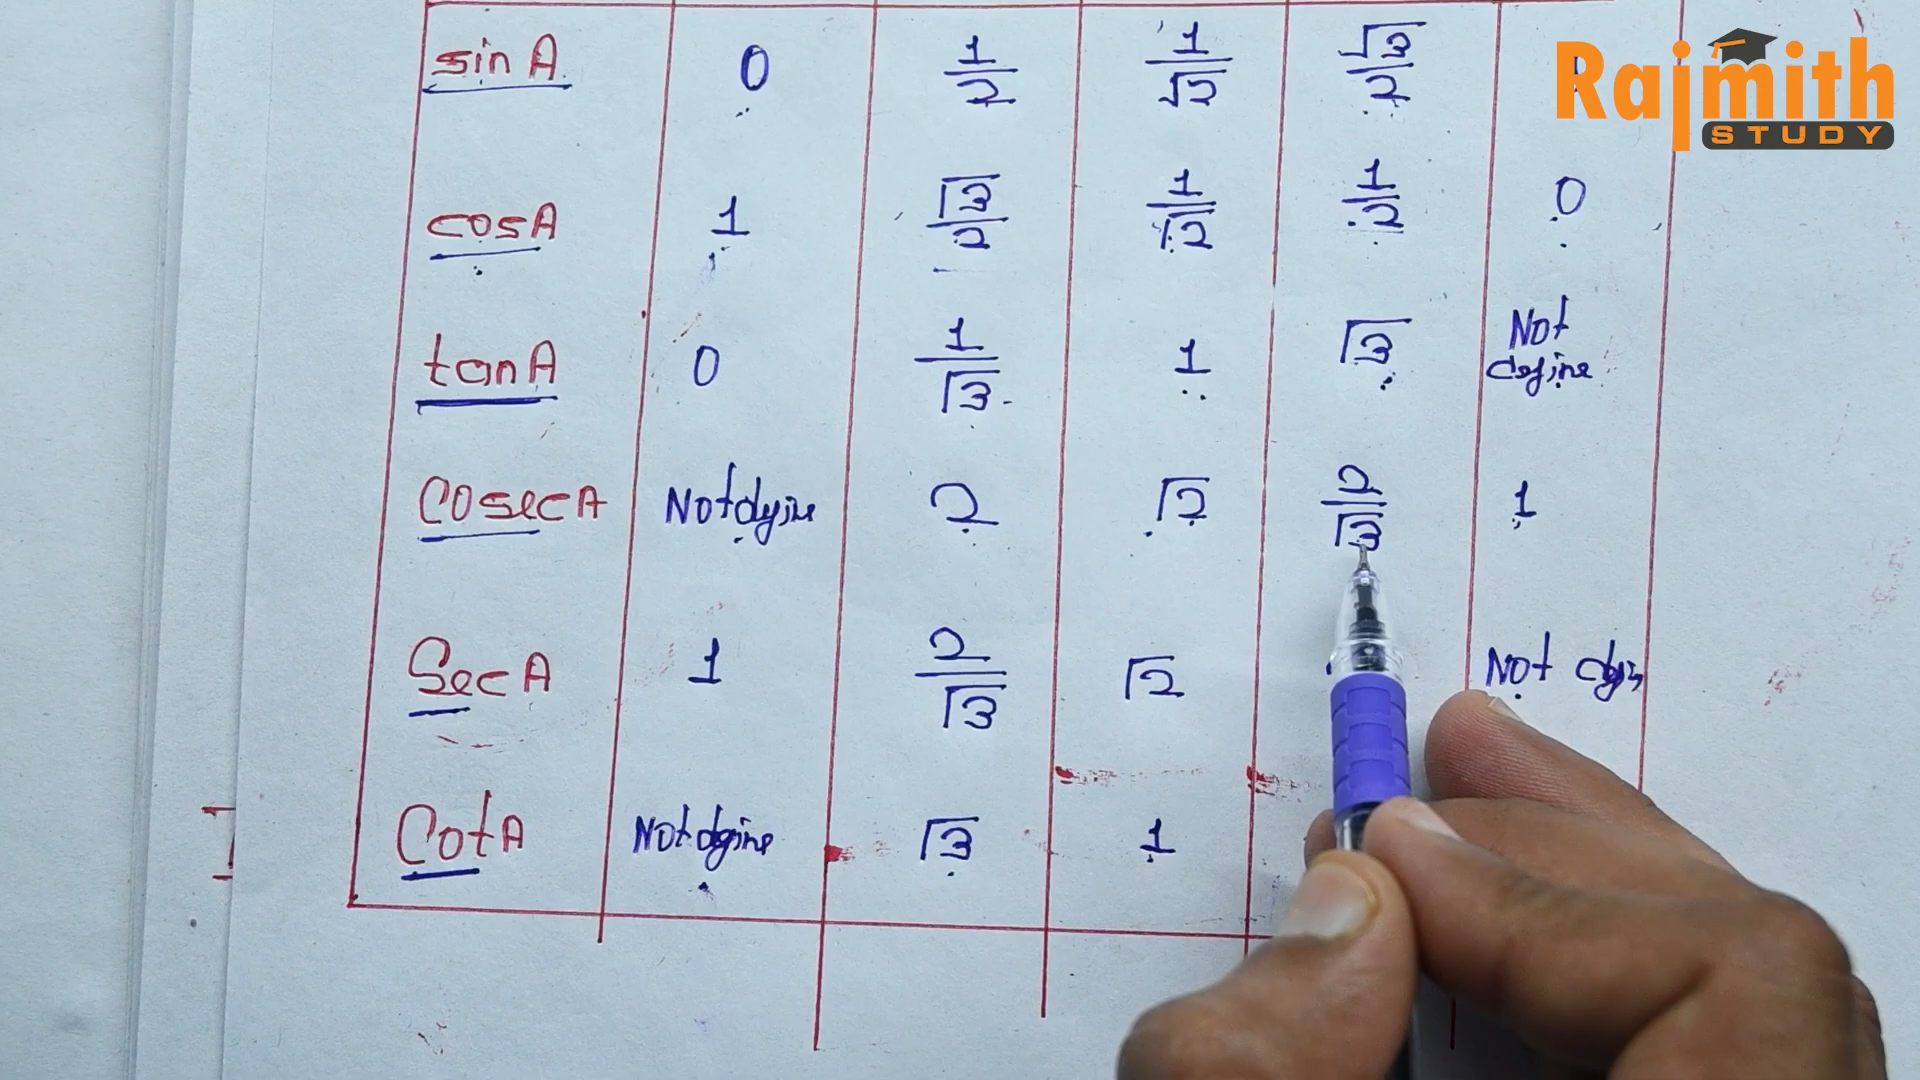 Rajmith
STUDY
sin A 0 1/2 1/√2 √3/2
cos A 1 √3/2 1/√2 1/2 0
tan A 0 1/√3 1 √3 Not define
Cosec A Not define 2 √2 2/√3 1
Sec A 1 2/√3 √2 Not
Cot A Not define √3 1